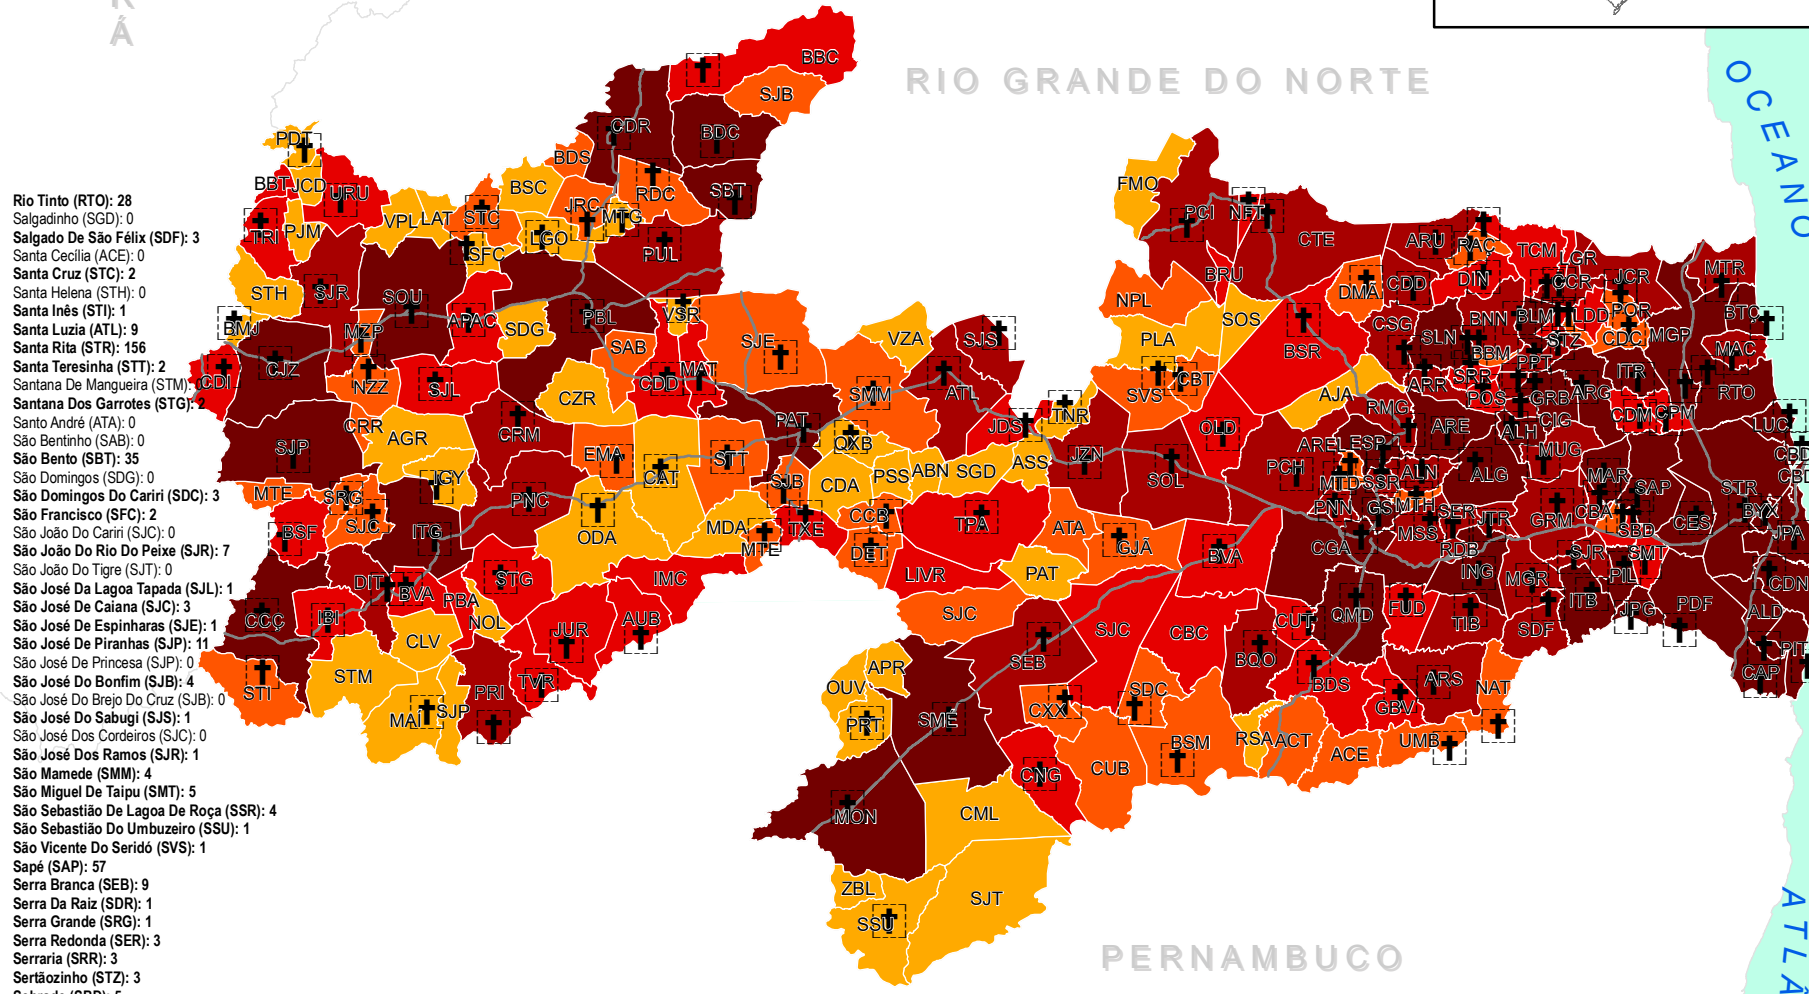 Á
RIO GRANDE DO NORTE
OCEANO
ATLÂ
PERNAMBUCO
Rio Tinto (RTO): 28
Salgadinho (SGD): 0
Salgado De São Félix (SDF): 3
Santa Cecília (ACE): 0
Santa Cruz (STC): 2
Santa Helena (STH): 0
Santa Inês (STI): 1
Santa Luzia (ATL): 9
Santa Rita (STR): 156
Santa Teresinha (STT): 2
Santana De Mangueira (STM)
Santana Dos Garrotes (STG): 2
Santo André (ATA): 0
São Bentinho (SAB): 0
São Bento (SBT): 35
São Domingos (SDG): 0
São Domingos Do Cariri (SDC): 3
São Francisco (SFC): 2
São João Do Cariri (SJC): 0
São João Do Rio Do Peixe (SJR): 7
São João Do Tigre (SJT): 0
São José Da Lagoa Tapada (SJL): 1
São José De Caiana (SJC): 3
São José De Espinharas (SJE): 1
São José De Piranhas (SJP): 11
São José De Princesa (SJP): 0
São José Do Bonfim (SJB): 4
São José Do Brejo Do Cruz (SJB): 0
São José Do Sabugi (SJS): 1
São José Dos Cordeiros (SJC): 0
São José Dos Ramos (SJR): 1
São Mamede (SMM): 4
São Miguel De Taipu (SMT): 5
São Sebastião De Lagoa De Roça (SSR): 4
São Sebastião Do Umbuzeiro (SSU): 1
São Vicente Do Seridó (SVS): 1
Sapé (SAP): 57
Serra Branca (SEB): 9
Serra Da Raiz (SDR): 1
Serra Grande (SRG): 1
Serra Redonda (SER): 3
Serraria (SRR): 3
Sertãozinho (STZ): 3
BBC
SJB
CDR
BDC
SBT
BDS
RDC
PDT
BBT
JCD
URU
TRI
PJM
VPL
LAT
STC
BSC
JRC
MTG
LGO
SFC
PUL
STH
SJR
SOU
BMJ
MZP
APAC
SDG
PBL
VSR
SJE
VZA
SJS
CDI
CJZ
NZZ
SJL
SAB
CDD
MAT
CZR
SMM
ATL
CRR
AGR
CRM
PAT
QXB
JDS
TNR
SJP
EMA
CAT
STT
CDA
PSS
ABN
SGD
ASS
MTE
SRG
SJC
IGY
PNC
SJB
BSF
ITG
ODA
MDA
MTE
TXE
CCB
DET
TPA
ATA
GJÃ
DIT
BVA
STG
IMC
LIVR
PAT
BVA
CCÇ
IBI
PBA
NOL
CLV
JUR
AUB
SJC
SEB
SJC
CBC
STI
STM
MAI
SJP
PRI
TVR
APR
OUV
PRT
SME
CXX
SDC
MON
CNG
CUB
BSM
CML
ZBL
SSU
SJT
FMO
PCI
NFT
CTE
BRU
NPL
PLA
SOS
BSR
DMA
CDD
ARU
RAÇ
DIN
TCM
LGR
CCR
JCR
MTR
CBT
SVS
AJA
CSG
SLN
BNN
BLM
LDD
POR
CDC
MGP
BTC
MAC
BBM
STZ
PPT
ARR
SRR
POS
GRB
ARG
ITR
RTO
RMG
OLD
ARE
ALH
CIG
CPM
LUC
JZN
SOL
PCH
AREI
ESP
ALN
ALG
MUG
MAR
SAP
STR
CBD
MTD
SSR
MTH
PNN
MSS
SER
JTR
GRM
CBA
SBD
CES
BYX
JPA
CGA
RDB
ING
MGR
SJR
SMT
PIL
CDN
QMD
FUD
TIB
SDF
ITB
JPG
PDF
ALD
CUT
BQO
BDS
GBV
ARS
NAT
CAP
PIT
RSA
ACT
ACE
UMB